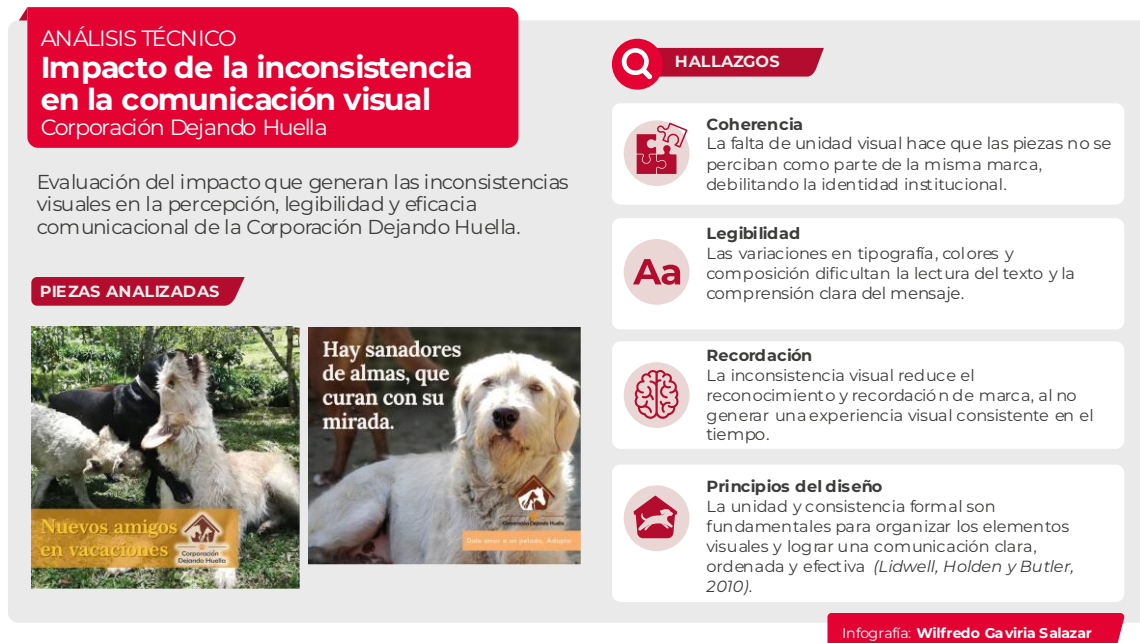 ANÁLISIS TÉCNICO
Impacto de la inconsistencia
en la comunicación visual
Corporación Dejando Huella
Evaluación del impacto que generan las inconsistencias
visuales en la percepción, legibilidad y eficacia
comunicacional de la Corporación Dejando Huella.
PIEZAS ANALIZADAS
Nuevos amigos
en vacaciones
Corporación
Dejando Huella
Hay sanadores
de almas, que
curan con su
mirada.
Corporación Dejando Huella
Dale amor a un peludo, Adopta
HALLAZGOS
Coherencia
La falta de unidad visual hace que las piezas no se
perciban como parte de la misma marca,
debilitando la identidad institucional.
Aa
Legibilidad
Las variaciones en tipografía, colores y
composición dificultan la lectura del texto y la
comprensión clara del mensaje.
Recordación
La inconsistencia visual reduce el
reconocimiento y recordación de marca, al no
generar una experiencia visual consistente en el
tiempo.
Principios del diseño
La unidad y consistencia formal son
fundamentales para organizar los elementos
visuales y lograr una comunicación clara,
ordenada y efectiva (Lidwell, Holden y Butler,
2010).
Infografía: Wilfredo Gaviria Salazar